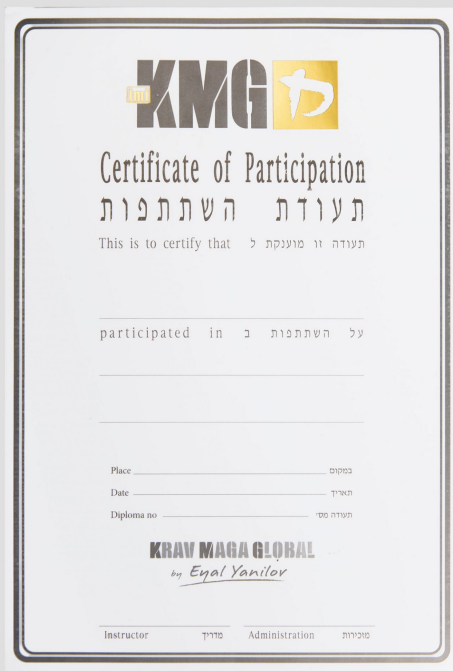 KMG
Certificate of Participation
תעודת השתתפות
This is to certify that תעודה זו מוענקת ל
participated in על השתתפות ב
Place במקום
Date תאריך
Diploma no תעודה מס׳
KRAV MAGA GLOBAL
by Eyal Yanilov
Instructor מדריך Administration מזכירות